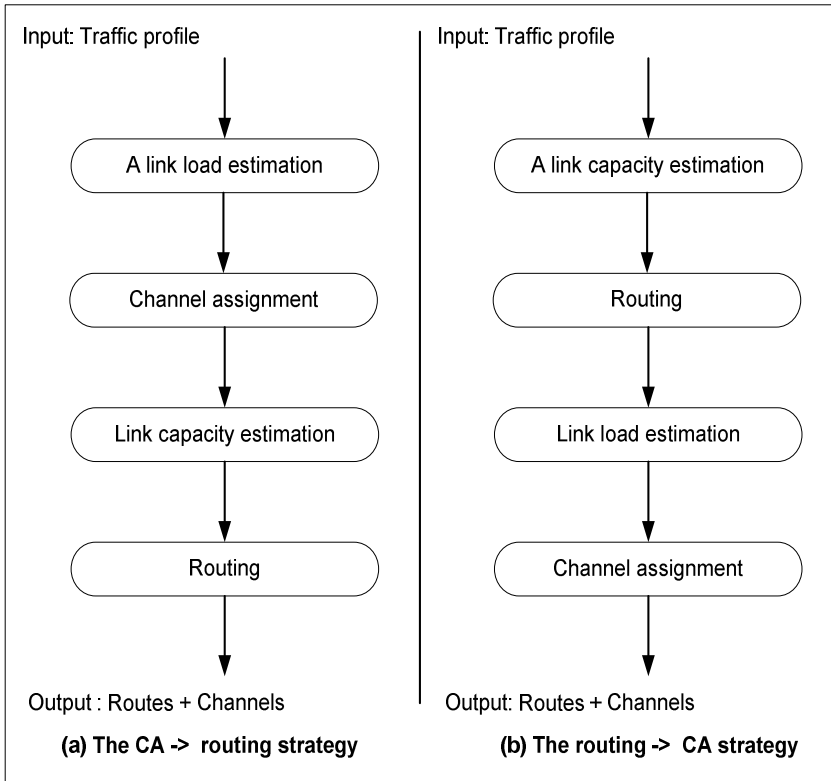 Input: Traffic profile
A link load estimation
Channel assignment
Link capacity estimation
Routing
Output : Routes + Channels
(a) The CA -> routing strategy
Input: Traffic profile
A link capacity estimation
Routing
Link load estimation
Channel assignment
Output: Routes + Channels
(b) The routing -> CA strategy